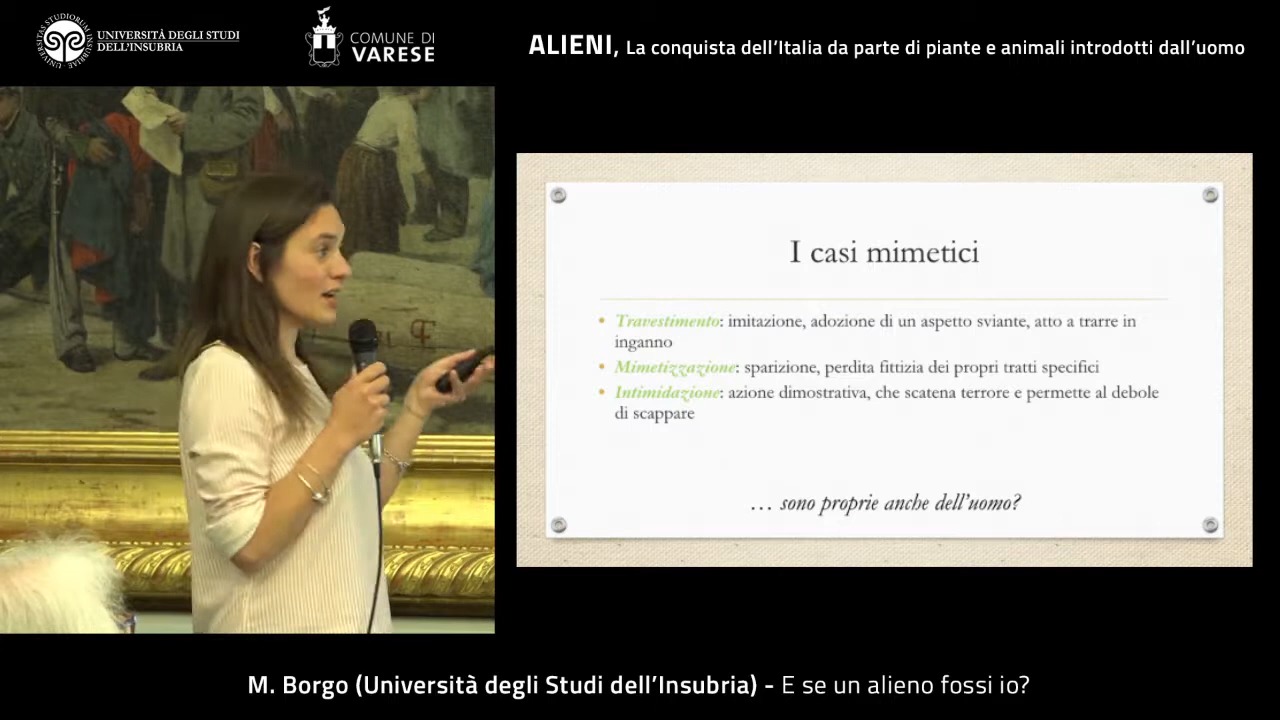 UNIVERSITÀ DEGLI STUDI
DELL'INSUBRIA
COMUNE DI
VARESE
ALIENI, La conquista dell'Italia da parte di piante e animali introdotti dall'uomo
I casi mimetici
• Travestimento: imitazione, adozione di un aspetto sviante, atto a trarre in
inganno
• Mimetizzazione: sparizione, perdita fittizia dei propri tratti specifici
• Intimidazione: azione dimostrativa, che scatena terrore e permette al debole
di scappare
… sono proprie anche dell'uomo?
M. Borgo (Università degli Studi dell'Insubria) - E se un alieno fossi io?